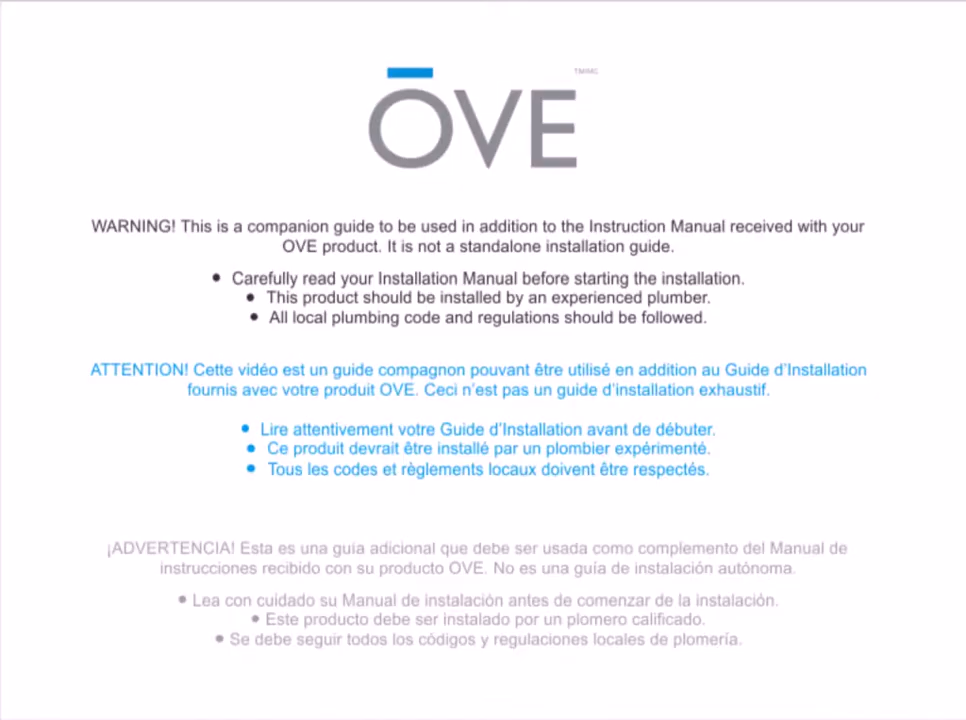 ŌVE
TM/MC
WARNING! This is a companion guide to be used in addition to the Instruction Manual received with your
OVE product. It is not a standalone installation guide.
• Carefully read your Installation Manual before starting the installation.
• This product should be installed by an experienced plumber.
• All local plumbing code and regulations should be followed.
ATTENTION! Cette vidéo est un guide compagnon pouvant être utilisé en addition au Guide d'Installation
fournis avec votre produit OVE. Ceci n'est pas un guide d'installation exhaustif.
• Lire attentivement votre Guide d'Installation avant de débuter.
• Ce produit devrait être installé par un plombier expérimenté.
• Tous les codes et règlements locaux doivent être respectés.
¡ADVERTENCIA! Esta es una guía adicional que debe ser usada como complemento del Manual de
instrucciones recibido con su producto OVE. No es una guía de instalación autónoma.
• Lea con cuidado su Manual de instalación antes de comenzar de la instalación.
• Este producto debe ser instalado por un plomero calificado.
• Se debe seguir todos los códigos y regulaciones locales de plomería.